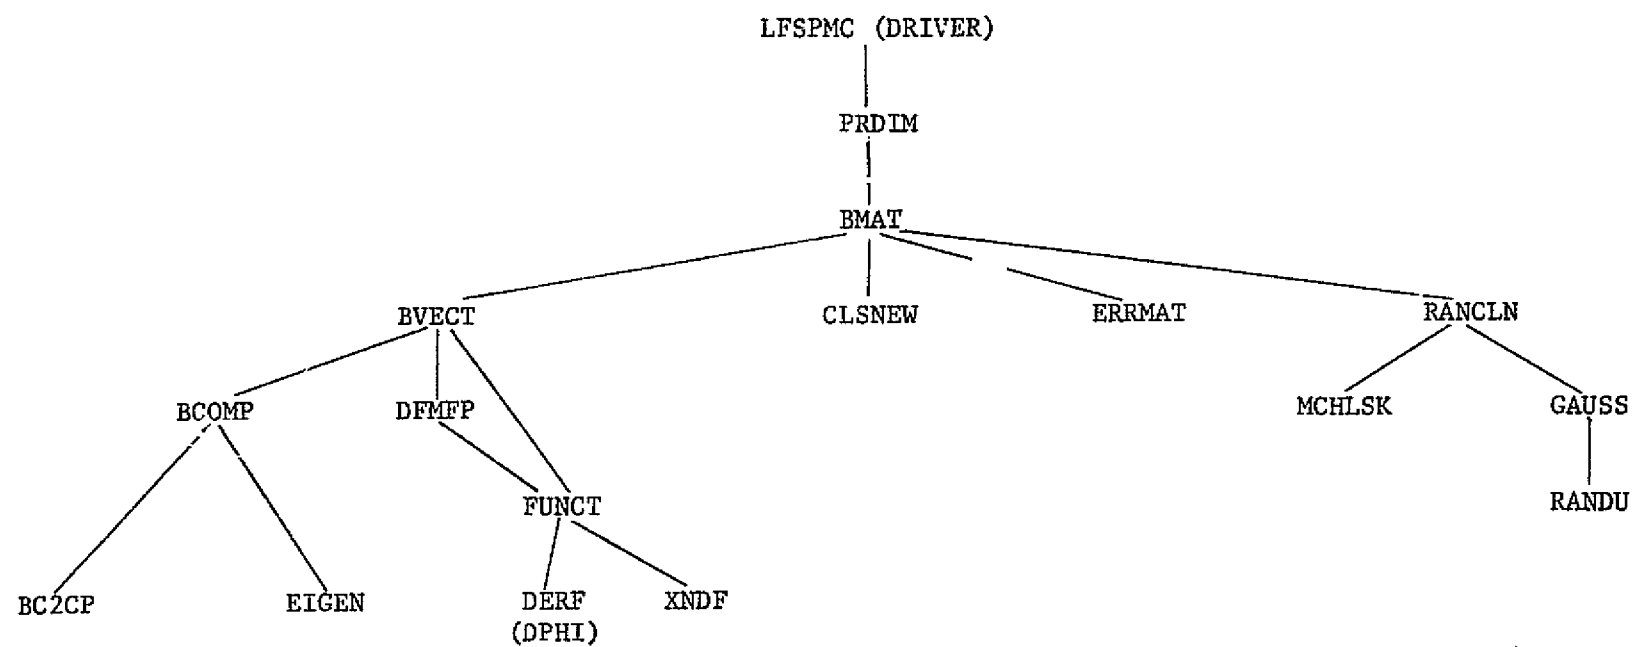 LFSPMC (DRIVER)
PRDIM
BMAT
BVECT
CLSNEW
ERRMAT
RANCLN
BCOMP
DFMFP
MCHLSK
GAUSS
FUNCT
RANDU
BC2CP
EIGEN
DERF
XNDF
(DPHI)